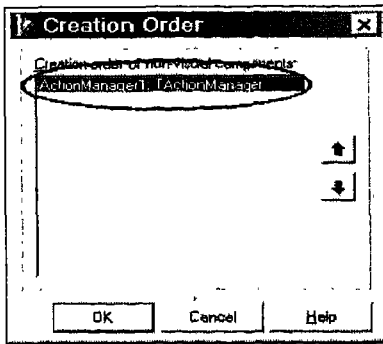 Creation Order
Creation order of non-visual components:
ActionManager1: TActionManager
OK
Cancel
Help